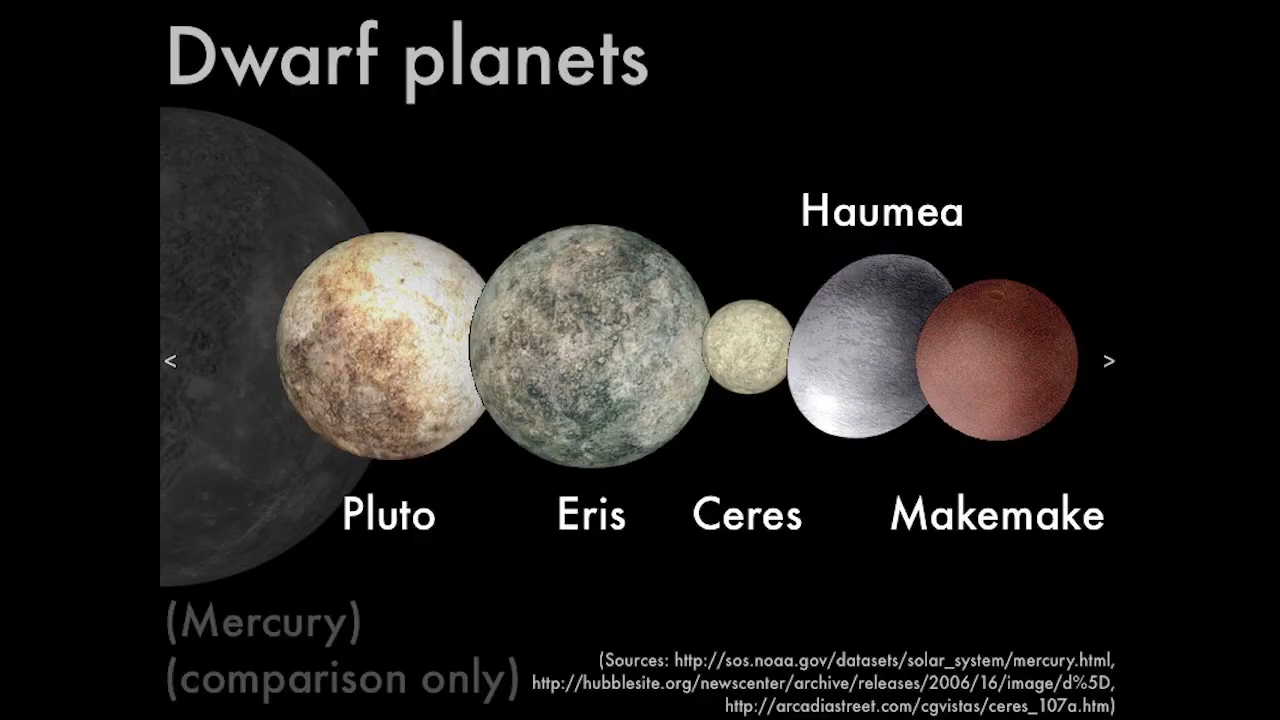 Dwarf planets
Haumea
<
>
Pluto
Eris
Ceres
Makemake
(Mercury)
(comparison only)
(Sources: http://sos.noaa.gov/datasets/solar_system/mercury.html,
http://hubblesite.org/newscenter/archive/releases/2006/16/image/d%5D,
http://arcadiastreet.com/cgvistas/ceres_107a.htm)